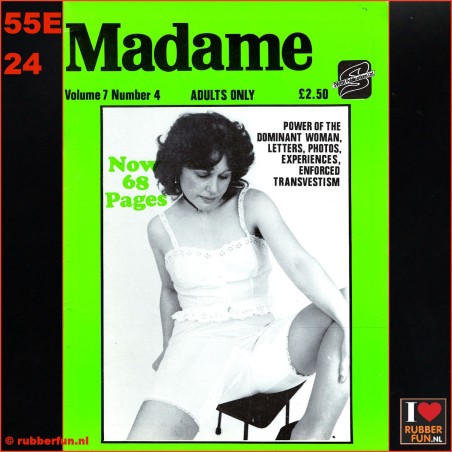 55E
24
Madame
Volume 7 Number 4 ADULTS ONLY £2.50
POWER OF THE
DOMINANT WOMAN,
LETTERS, PHOTOS,
EXPERIENCES,
ENFORCED
TRANSVESTISM
Now
68
Pages
© rubberfun.nl
I
RUBBER
FUN.NL